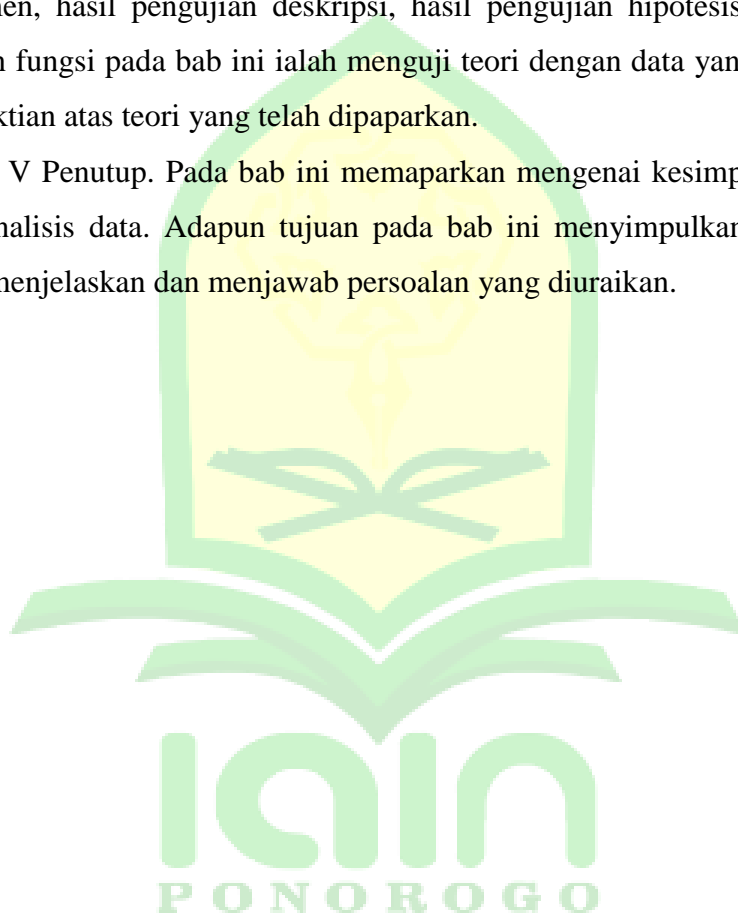 men, hasil pengujian deskripsi, hasil pengujian hipotesis
fungsi pada bab ini ialah menguji teori dengan data yan
ktian atas teori yang telah dipaparkan.
V Penutup. Pada bab ini memaparkan mengenai kesimp
nalisis data. Adapun tujuan pada bab ini menyimpulkan
menjelaskan dan menjawab persoalan yang diuraikan.
IAIN
PONOROGO